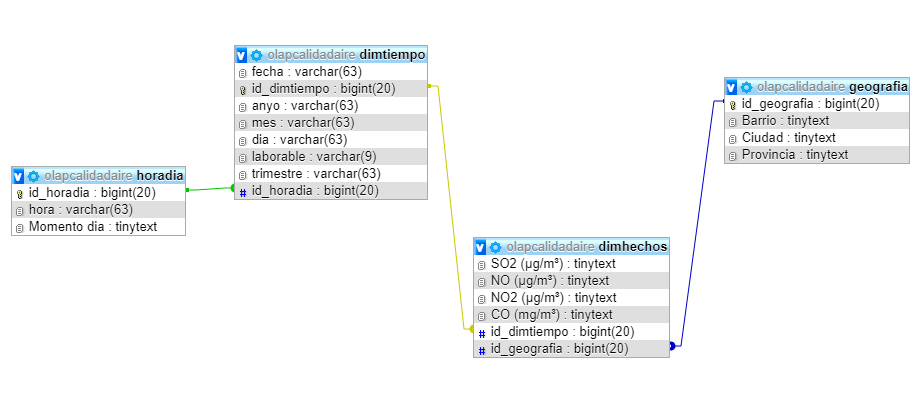 olapcalidadaire dimtiempo
fecha : varchar(63)
id_dimtiempo : bigint(20)
anyo : varchar(63)
mes : varchar(63)
dia : varchar(63)
laborable : varchar(9)
trimestre : varchar(63)
# id_horadia : bigint(20)
olapcalidadaire geografia
id_geografia : bigint(20)
Barrio : tinytext
Ciudad : tinytext
Provincia : tinytext
olapcalidadaire horadia
id_horadia : bigint(20)
hora : varchar(63)
Momento dia : tinytext
olapcalidadaire dimhechos
SO2 (µg/m³) : tinytext
NO (µg/m³) : tinytext
NO2 (µg/m³) : tinytext
CO (mg/m³) : tinytext
# id_dimtiempo : bigint(20)
# id_geografia : bigint(20)